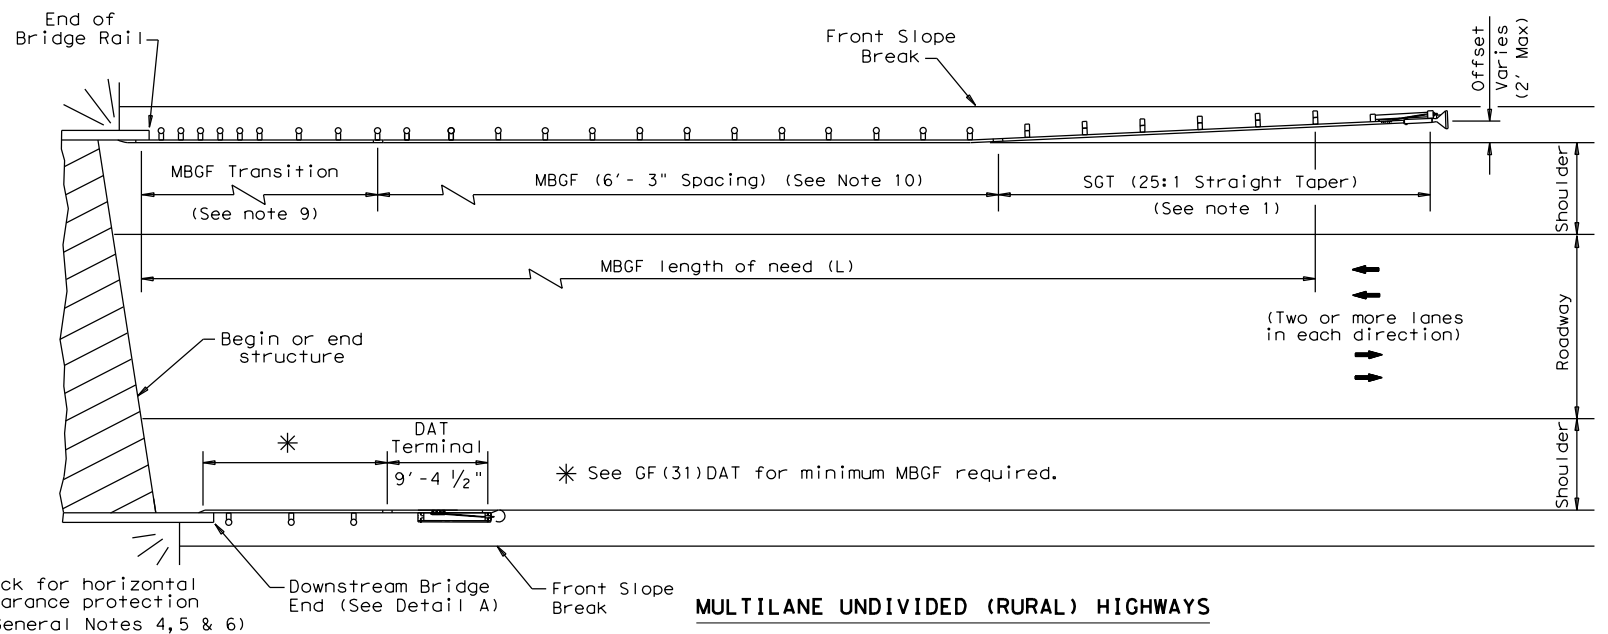 End of
Bridge Rail
Front Slope
Break
Offset
Varies
(2' Max)
MBGF Transition
(See note 9)
MBGF (6'- 3" Spacing) (See Note 10)
SGT (25:1 Straight Taper)
(See note 1)
Shoulder
MBGF length of need (L)
(Two or more lanes
in each direction)
Roadway
Begin or end
structure
DAT
Terminal
9'-4 1/2"
✳
✳ See GF(31)DAT for minimum MBGF required.
Shoulder
ck for horizontal
arance protection
General Notes 4,5 & 6)
Downstream Bridge
End (See Detail A)
Front Slope
Break
MULTILANE UNDIVIDED (RURAL) HIGHWAYS